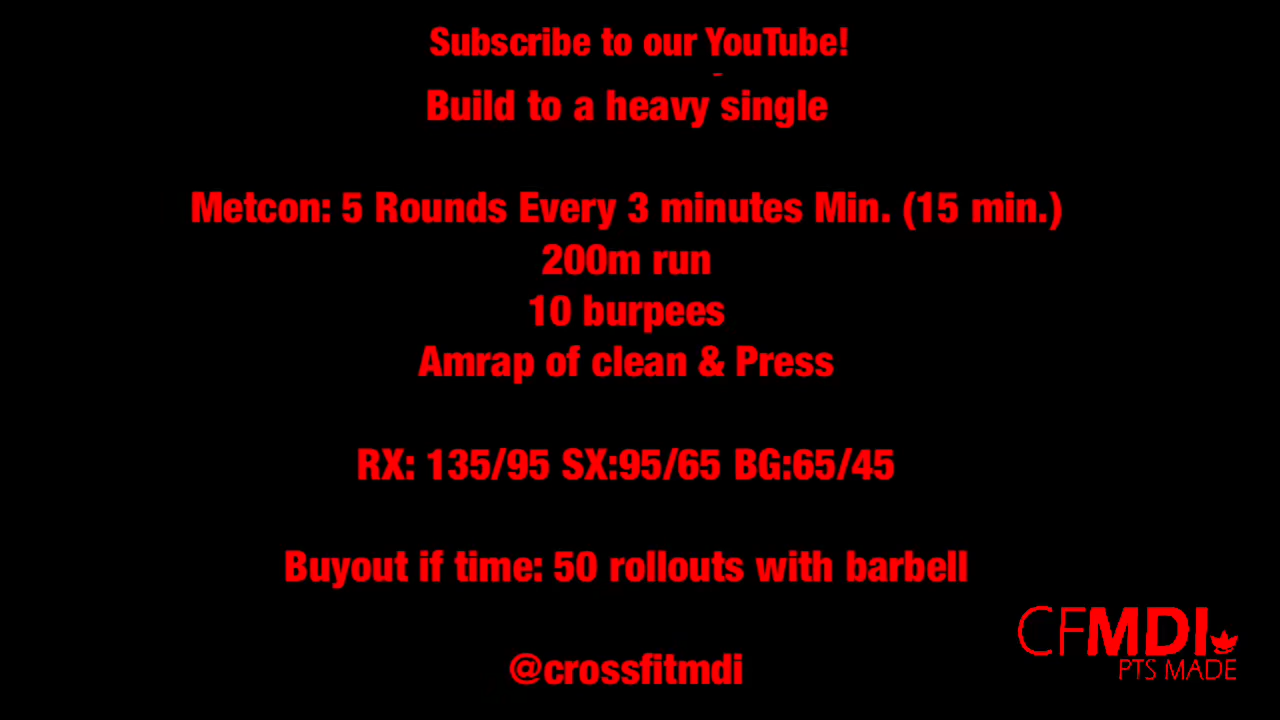 Subscribe to our YouTube!
Build to a heavy single
Metcon: 5 Rounds Every 3 minutes Min. (15 min.)
200m run
10 burpees
Amrap of clean & Press
RX: 135/95 SX:95/65 BG:65/45
Buyout if time: 50 rollouts with barbell
@crossfitmdi
CFMDI
PTS MADE